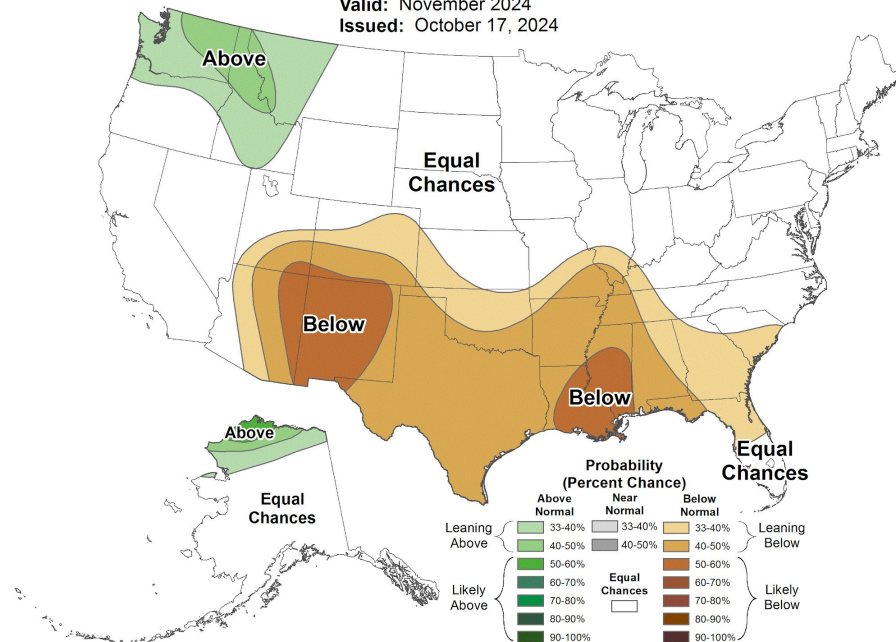 Valid: November 2024
Issued: October 17, 2024
Above
Equal
Chances
Below
Below
Above
Equal
Chances
Equal
Chances
Probability
(Percent Chance)
Above
Normal
Near
Normal
Below
Normal
Leaning
Above
33-40%
40-50%
33-40%
40-50%
33-40%
40-50%
Leaning
Below
Likely
Above
50-60%
60-70%
70-80%
80-90%
90-100%
Equal
Chances
50-60%
60-70%
70-80%
80-90%
90-100%
Likely
Below